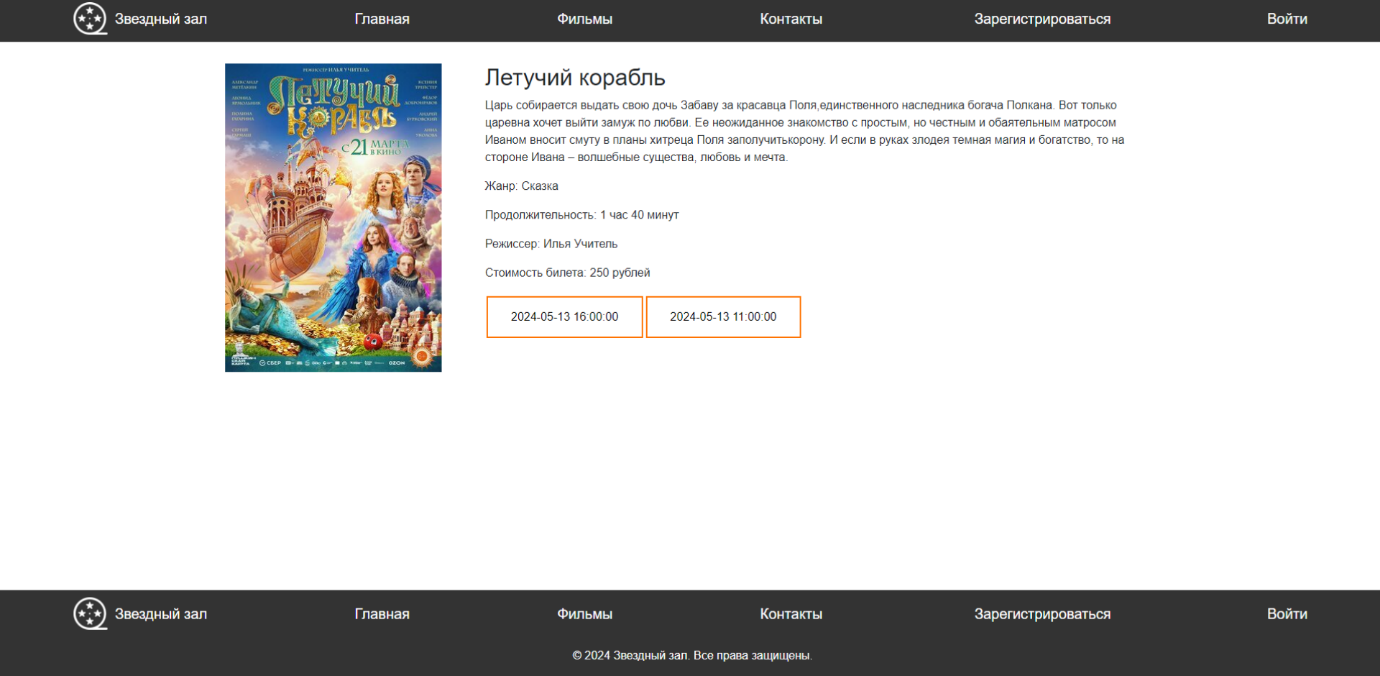 Звездный зал
Главная
Фильмы
Контакты
Зарегистрироваться
Войти
РЕЖИССЕР ИЛЬЯ УЧИТЕЛЬ
Летучий
корабль
с 21 МАРТА
В КИНО
СБЕР
OZON
Летучий корабль
Царь собирается выдать свою дочь Забаву за красавца Поля,единственного наследника богача Полкана. Вот только
царевна хочет выйти замуж по любви. Ее неожиданное знакомство с простым, но честным и обаятельным матросом
Иваном вносит смуту в планы хитреца Поля заполучитькорону. И если в руках злодея темная магия и богатство, то на
стороне Ивана – волшебные существа, любовь и мечта.
Жанр: Сказка
Продолжительность: 1 час 40 минут
Режиссер: Илья Учитель
Стоимость билета: 250 рублей
2024-05-13 16:00:00
2024-05-13 11:00:00
Звездный зал
Главная
Фильмы
Контакты
Зарегистрироваться
Войти
© 2024 Звездный зал. Все права защищены.